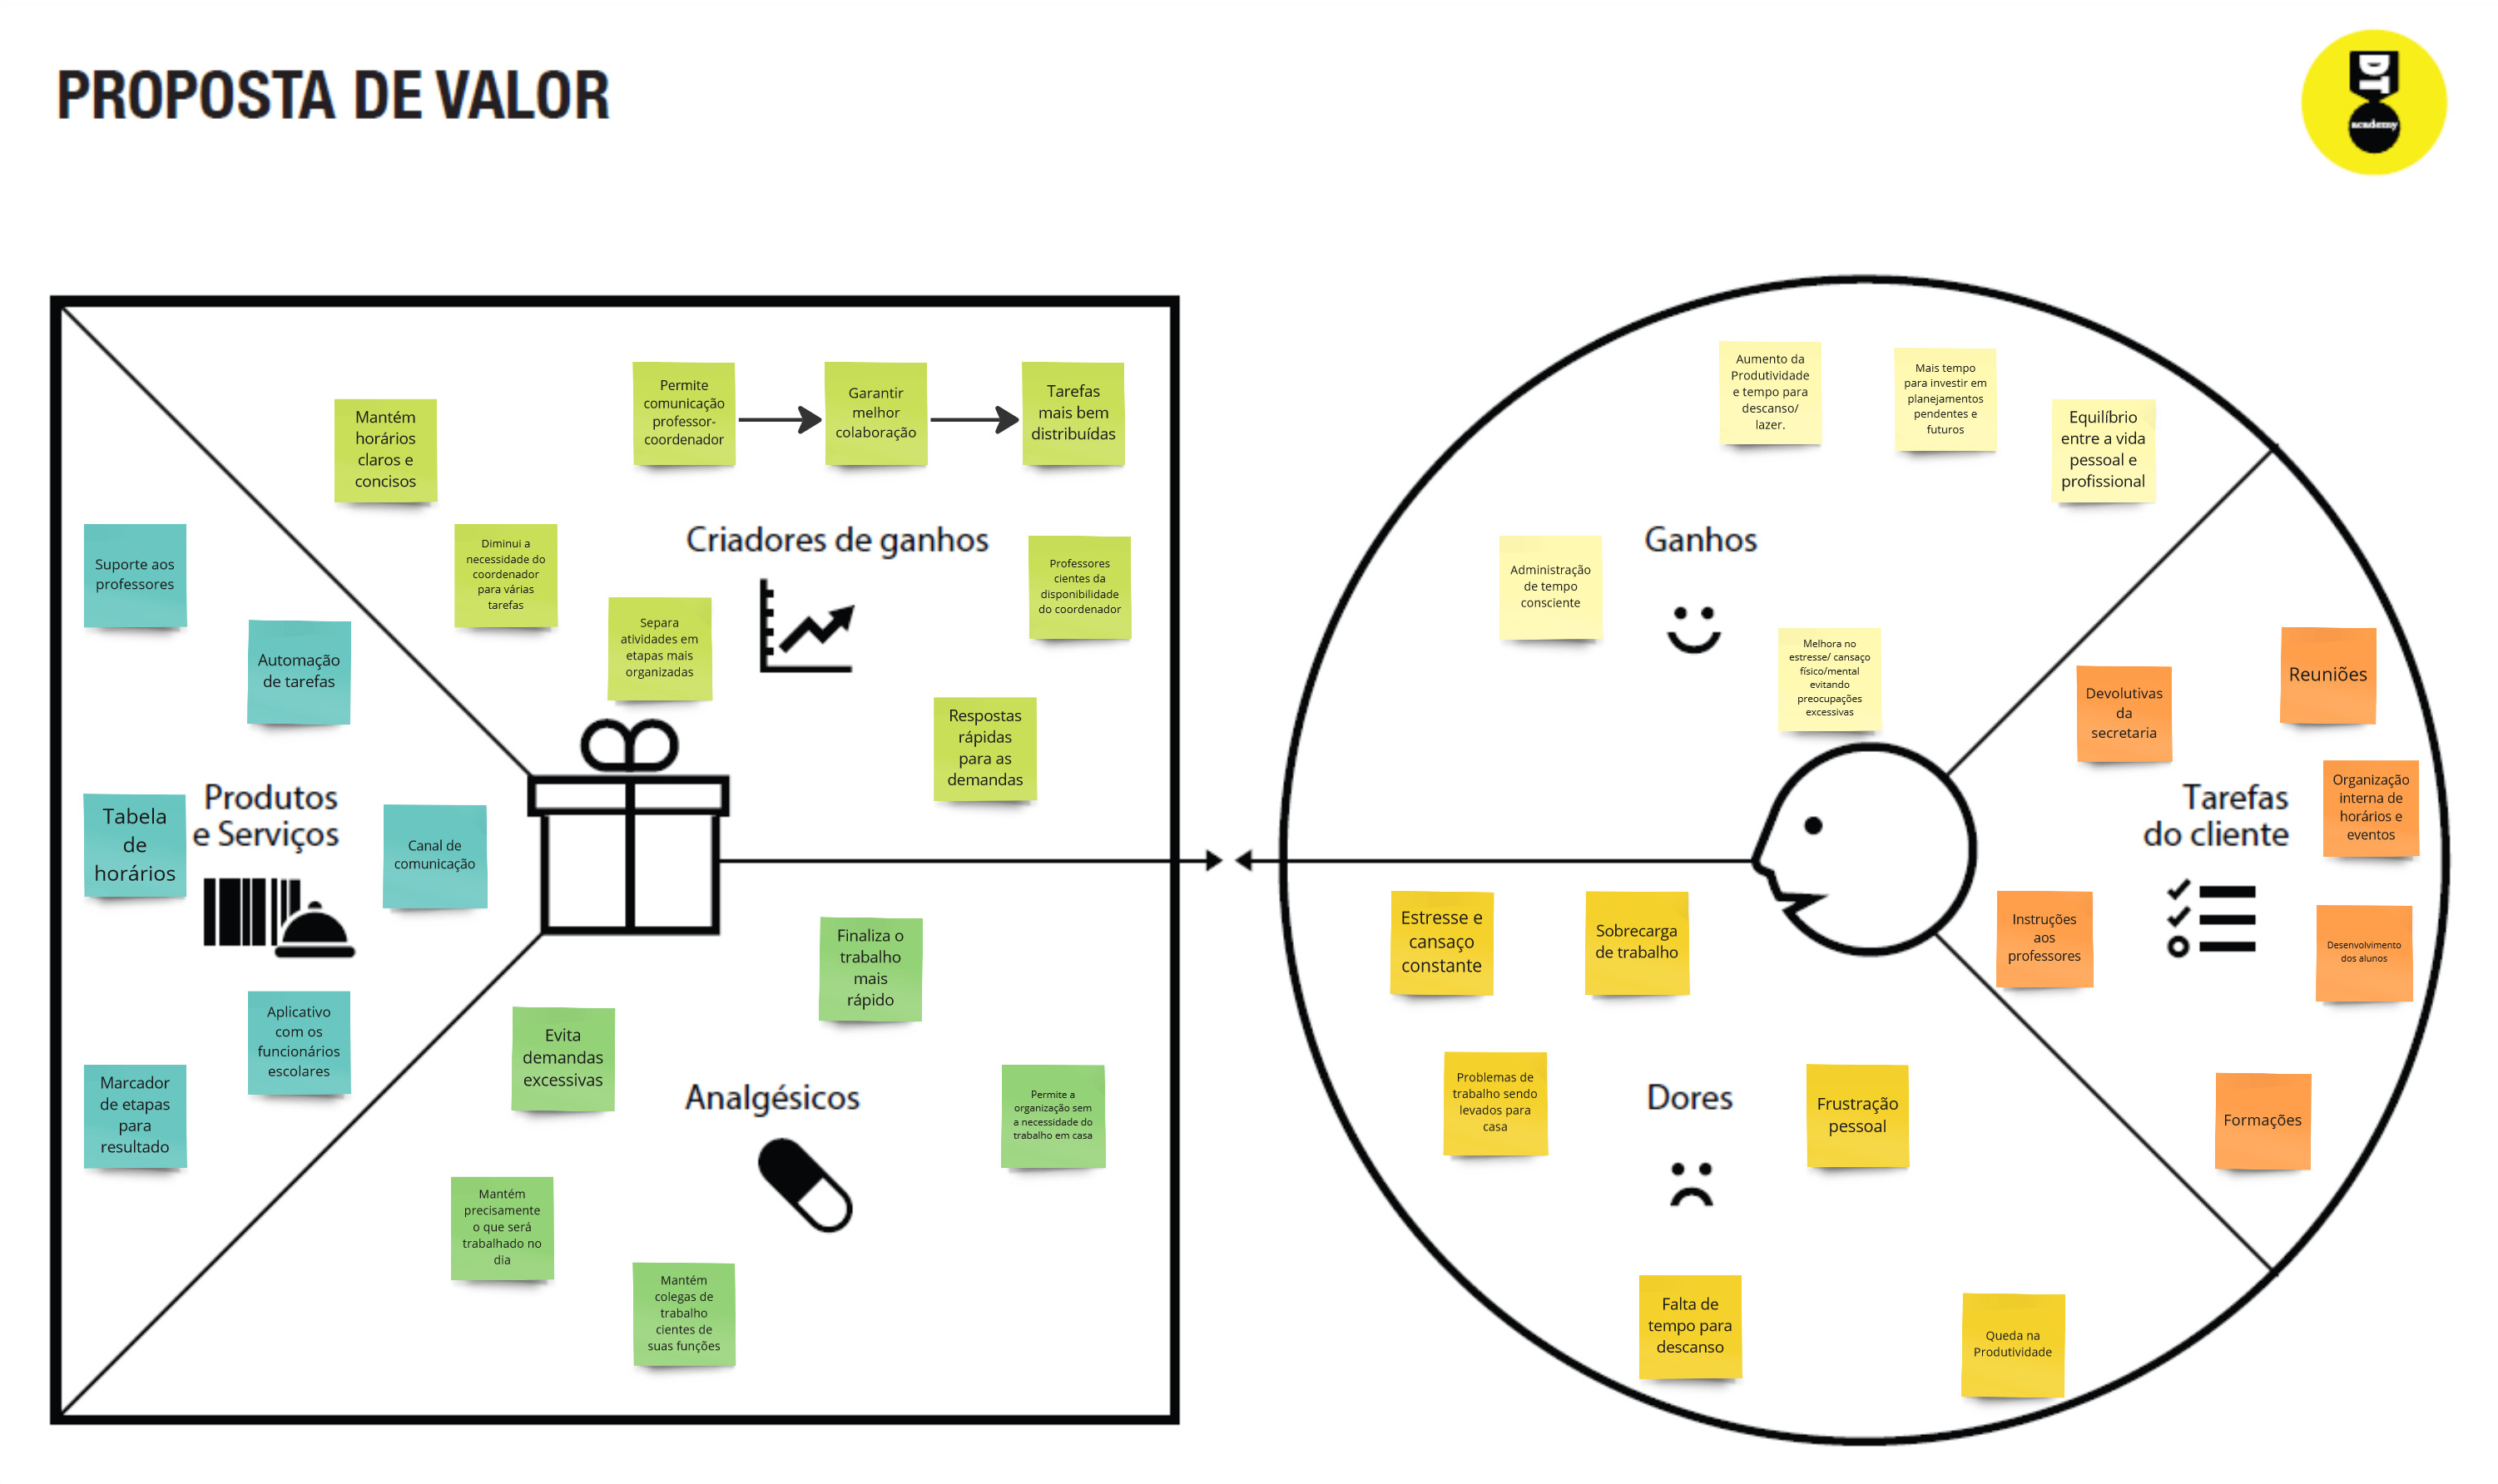 PROPOSTA DE VALOR
DT
academy
Permite
comunicação
professor-
coordenador
Garantir
melhor
colaboração
Tarefas
mais bem
distribuídas
Mantém
horários
claros e
concisos
Criadores de ganhos
Diminui a
necessidade do
coordenador
para várias
tarefas
Separa
atividades em
etapas mais
organizadas
Professores
cientes da
disponibilidade
do coordenador
Respostas
rápidas
para as
demandas
Suporte aos
professores
Automação
de tarefas
Produtos
e Serviços
Tabela
de
horários
Canal de
comunicação
Aplicativo
com os
funcionários
escolares
Marcador
de etapas
para
resultado
Finaliza o
trabalho
mais
rápido
Evita
demandas
excessivas
Analgésicos
Permite a
organização sem
a necessidade do
trabalho em casa
Mantém
precisamente
o que será
trabalhado no
dia
Mantém
colegas de
trabalho
cientes de
suas funções
Aumento da
Produtividade
e tempo para
descanso/
lazer.
Mais tempo
para investir em
planejamentos
pendentes e
futuros
Equilíbrio
entre a vida
pessoal e
profissional
Ganhos
Administração
de tempo
consciente
Melhora no
estresse/ cansaço
físico/mental
evitando
preocupações
excessivas
Reuniões
Devolutivas
da
secretaria
Tarefas
do cliente
Organização
interna de
horários e
eventos
Instruções
aos
professores
Desenvolvimento
dos alunos
Formações
Estresse e
cansaço
constante
Sobrecarga
de trabalho
Problemas de
trabalho sendo
levados para
casa
Dores
Frustração
pessoal
Falta de
tempo para
descanso
Queda na
Produtividade